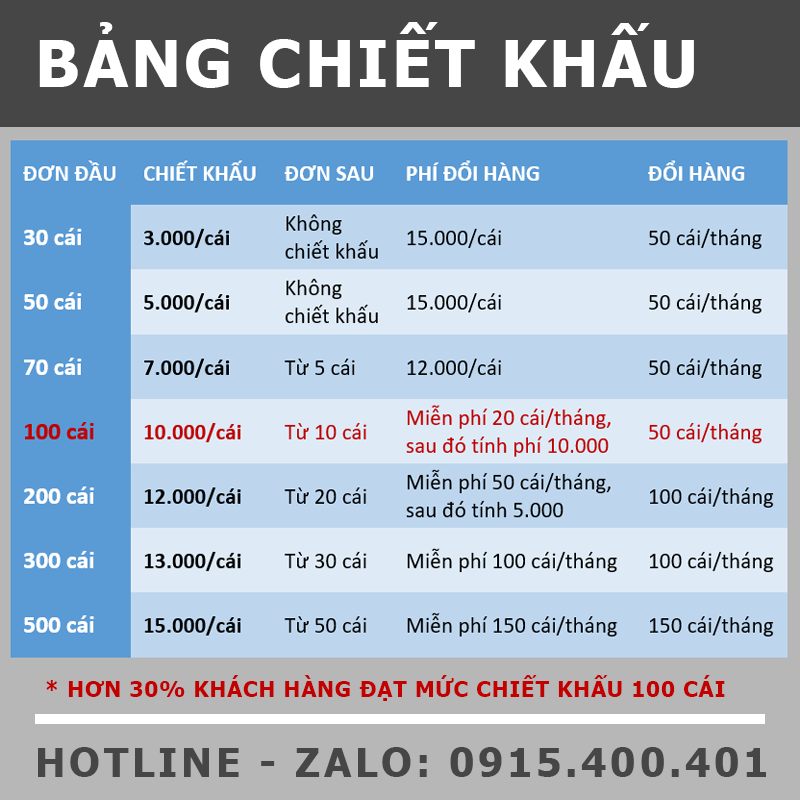 BẢNG CHIẾT KHẤU
ĐƠN ĐẦU CHIẾT KHẤU ĐƠN SAU PHÍ ĐỔI HÀNG ĐỔI HÀNG
30 cái 3.000/cái Không chiết khấu 15.000/cái 50 cái/tháng
50 cái 5.000/cái Không chiết khấu 15.000/cái 50 cái/tháng
70 cái 7.000/cái Từ 5 cái 12.000/cái 50 cái/tháng
100 cái 10.000/cái Từ 10 cái Miễn phí 20 cái/tháng, sau đó tính phí 10.000 50 cái/tháng
200 cái 12.000/cái Từ 20 cái Miễn phí 50 cái/tháng, sau đó tính 5.000 100 cái/tháng
300 cái 13.000/cái Từ 30 cái Miễn phí 100 cái/tháng 100 cái/tháng
500 cái 15.000/cái Từ 50 cái Miễn phí 150 cái/tháng 150 cái/tháng
* HƠN 30% KHÁCH HÀNG ĐẠT MỨC CHIẾT KHẤU 100 CÁI
HOTLINE - ZALO: 0915.400.401